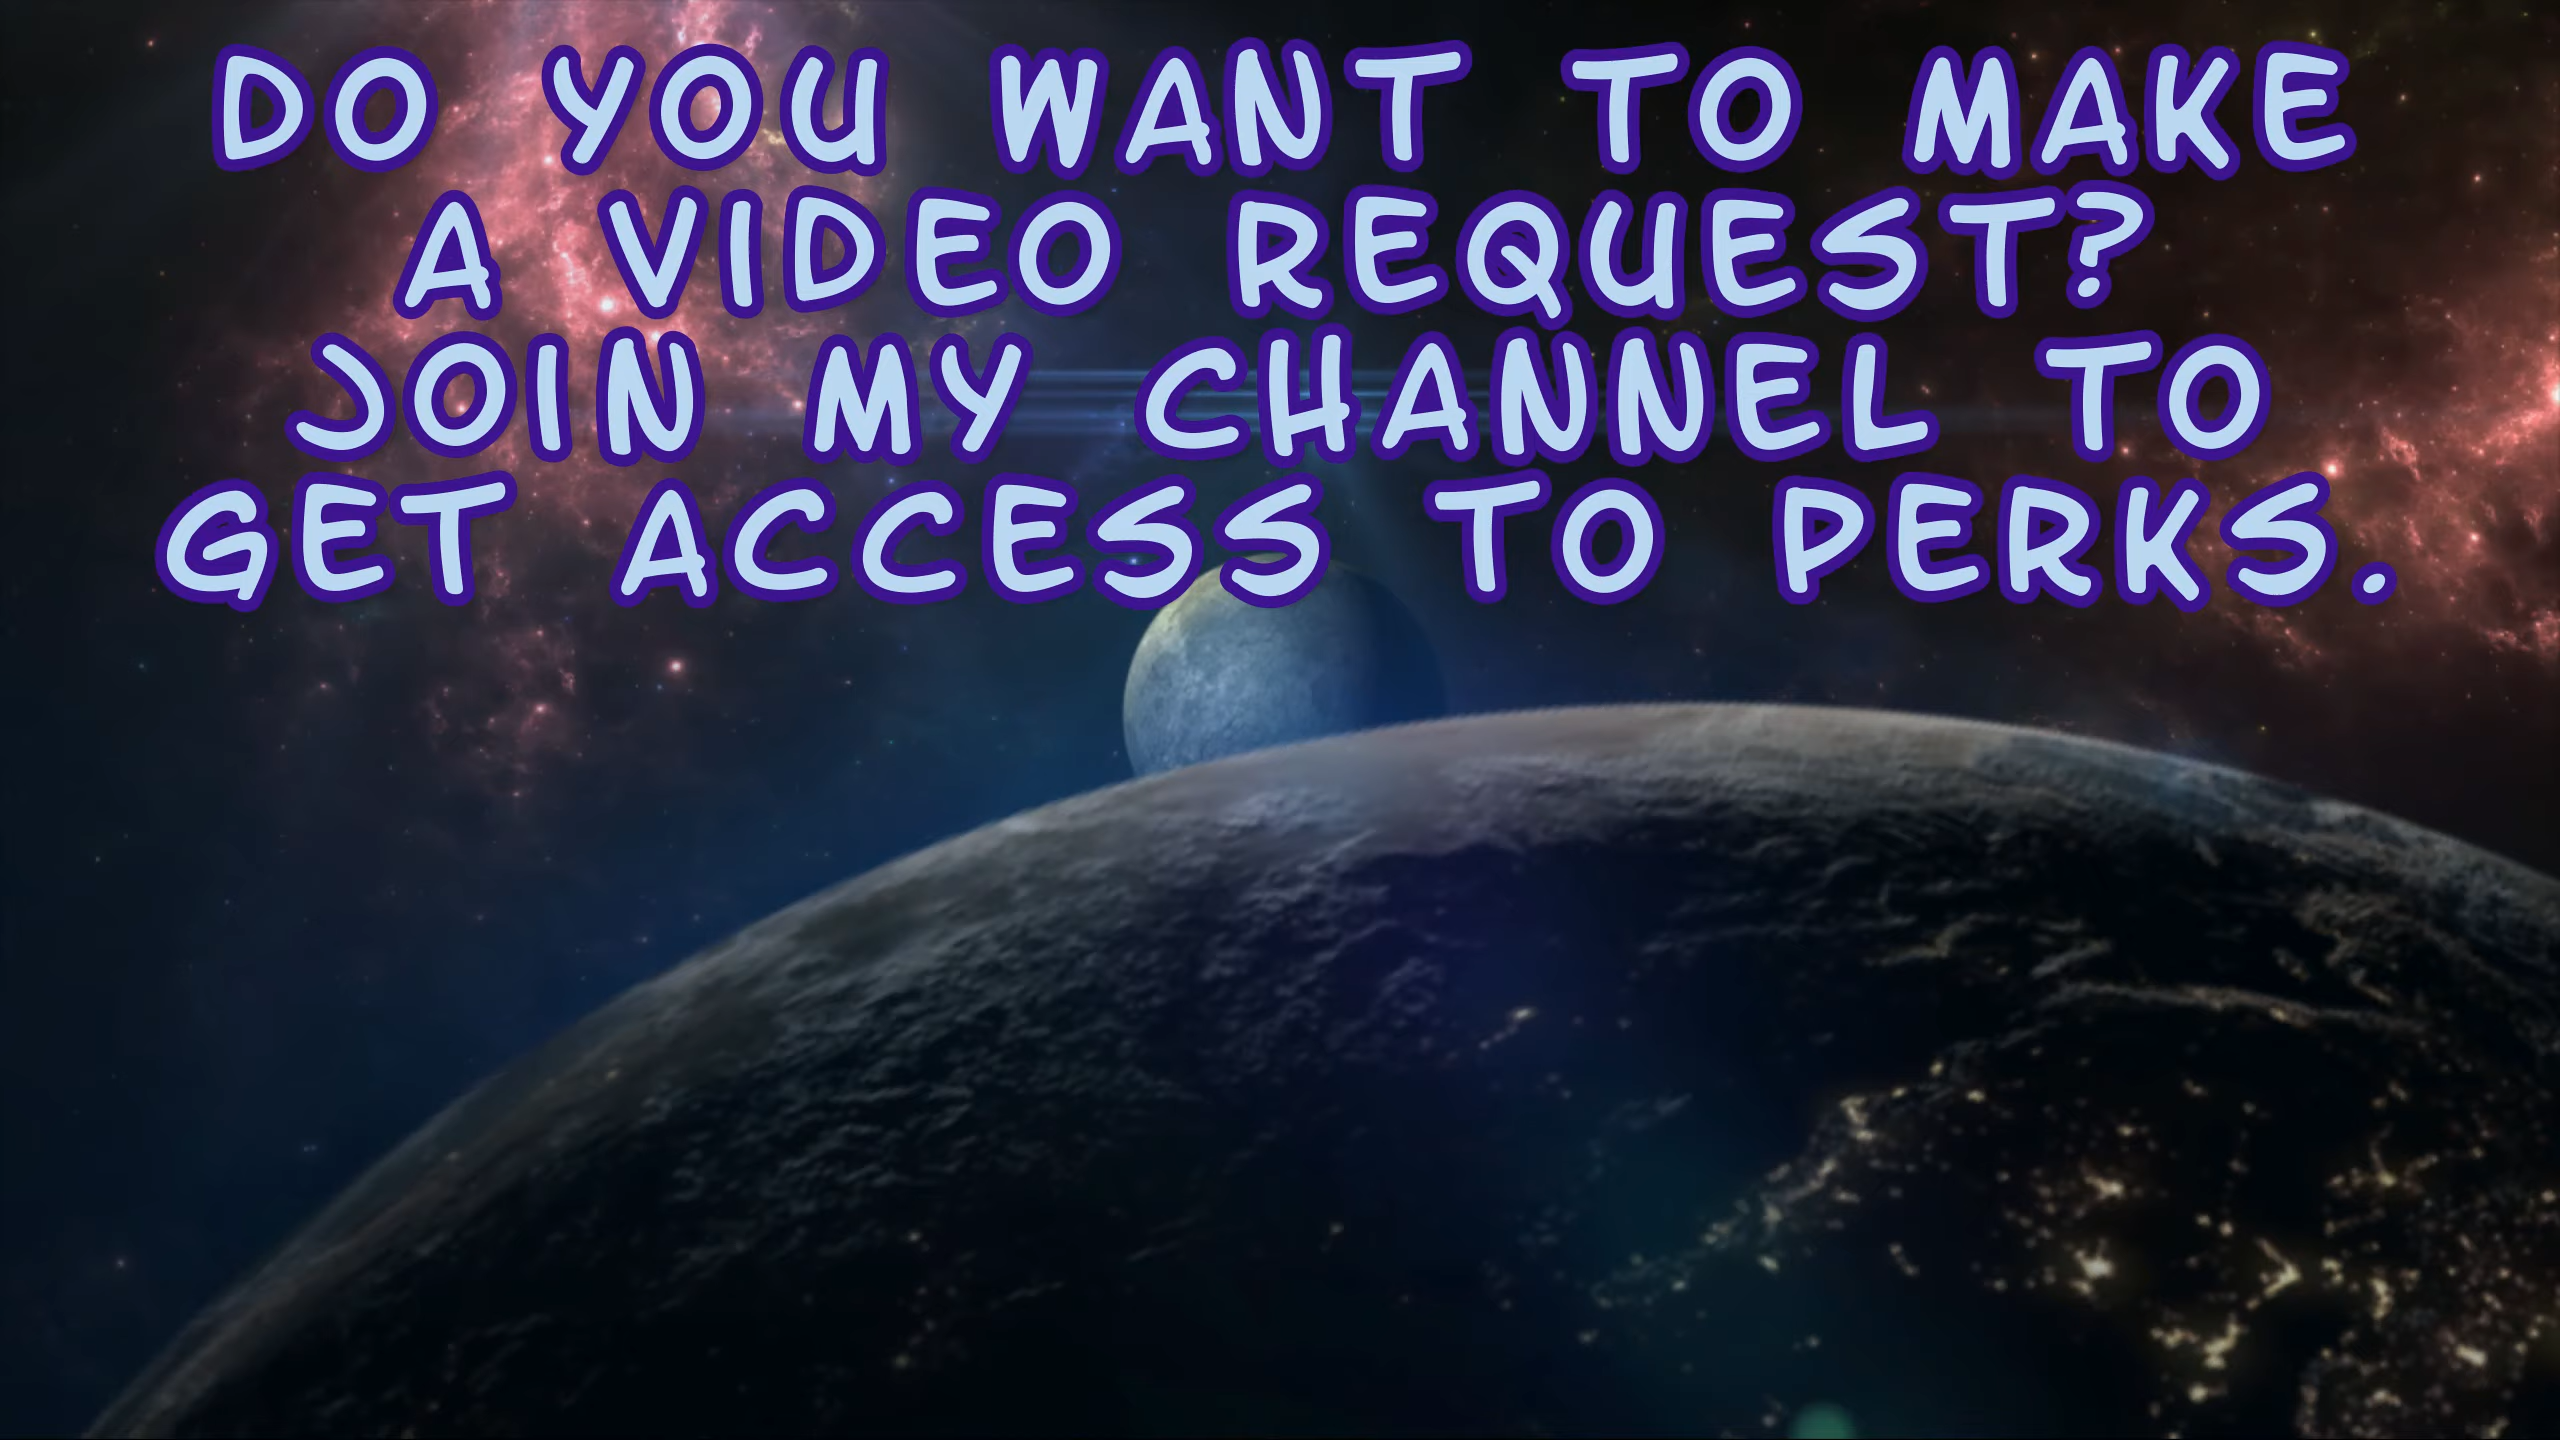 DO YOU WANT TO MAKE
A VIDEO REQUEST?
JOIN MY CHANNEL TO
GET ACCESS TO PERKS.